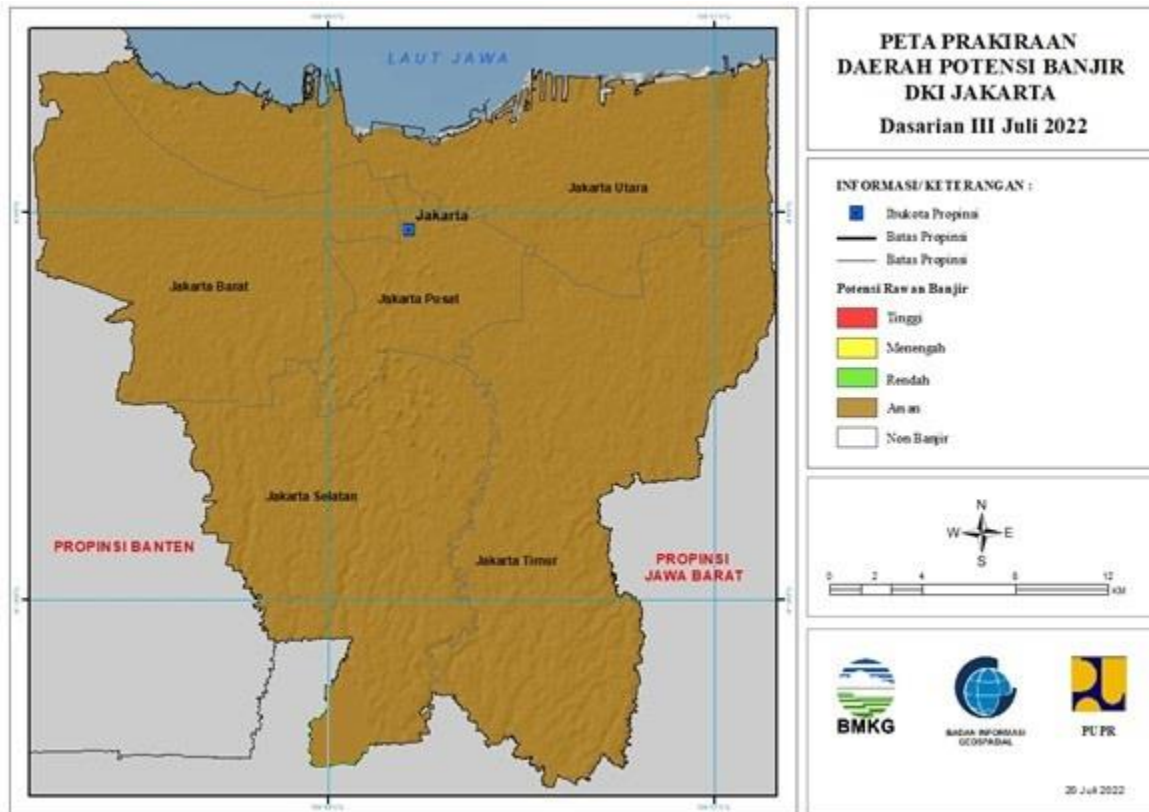 PETA PRAKIRAAN
DAERAH POTENSI BANJIR
DKI JAKARTA
Dasarian III Juli 2022
LAUT JAWA
Jakarta Utara
Jakarta
Jakarta Barat
Jakarta Pusat
Jakarta Selatan
Jakarta Timur
PROPINSI BANTEN
PROPINSI
JAWA BARAT
INFORMASI/KETERANGAN :
Ibukota Propinsi
Batas Propinsi
Batas Propinsi
Potensi Rawan Banjir
Tinggi
Menengah
Rendah
Aman
Non Banjir
N
W E
S
0 2 4 8 12
KM
BMKG
BADAN INFORMASI
GEOSPASIAL
PUPR
20 Juli 2022